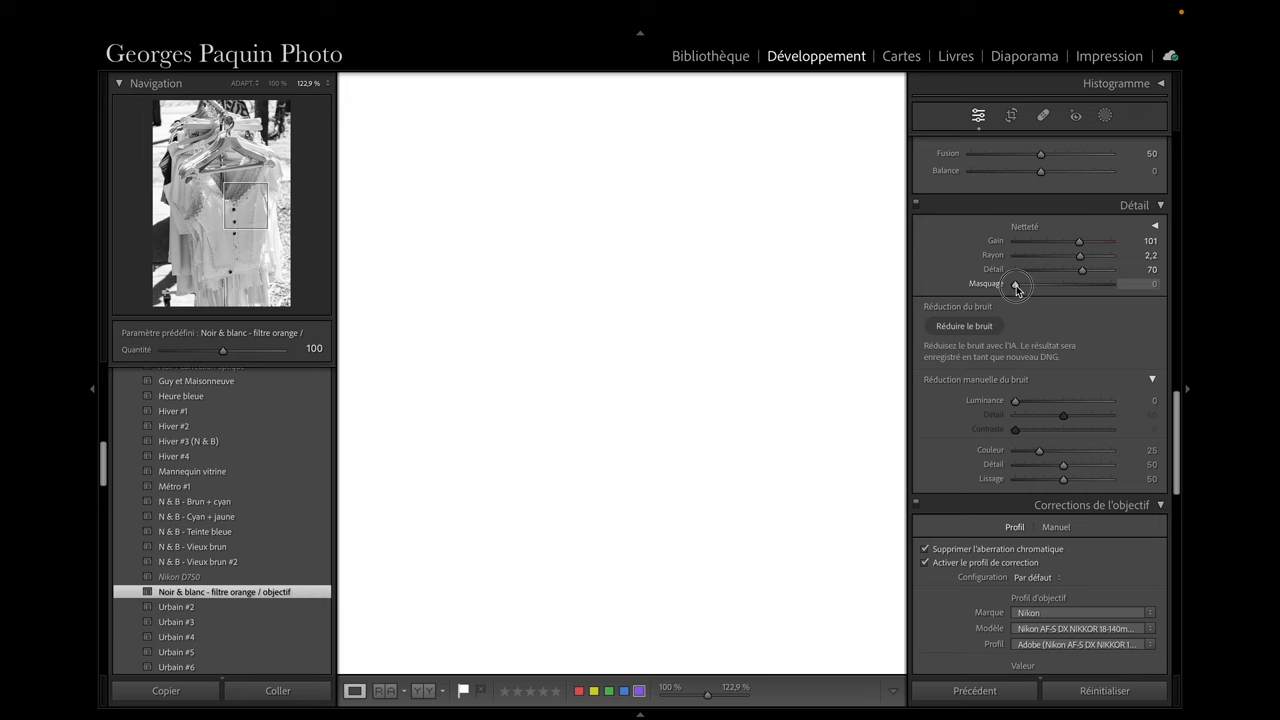 Georges Paquin Photo
Bibliothèque | Développement | Cartes | Livres | Diaporama | Impression
Navigation ADAPT. 100 % 122,9 %
Paramètre prédéfini : Noir & blanc - filtre orange /
Quantité 100
Guy et Maisonneuve
Heure bleue
Hiver #1
Hiver #2
Hiver #3 (N & B)
Hiver #4
Mannequin vitrine
Métro #1
N & B - Brun + cyan
N & B - Cyan + jaune
N & B - Teinte bleue
N & B - Vieux brun
N & B - Vieux brun #2
Nikon D750
Noir & blanc - filtre orange / objectif
Urbain #2
Urbain #3
Urbain #4
Urbain #5
Urbain #6
Copier Coller
100 % 122,9 %
Histogramme
Fusion 50
Balance 0
Détail
Netteté
Gain 101
Rayon 2,2
Détail 70
Masquage 0
Réduction du bruit
Réduire le bruit
Réduisez le bruit avec l'IA. Le résultat sera
enregistré en tant que nouveau DNG.
Réduction manuelle du bruit
Luminance 0
Détail 50
Contraste 0
Couleur 25
Détail 50
Lissage 50
Corrections de l'objectif
Profil Manuel
Supprimer l'aberration chromatique
Activer le profil de correction
Configuration Par défaut
Profil d'objectif
Marque Nikon
Modèle Nikon AF-S DX NIKKOR 18-140m...
Profil Adobe (Nikon AF-S DX NIKKOR 1...
Valeur
Précédent Réinitialiser